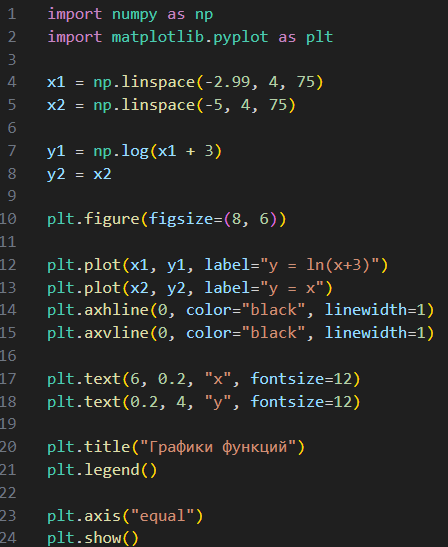 1 import numpy as np
2 import matplotlib.pyplot as plt
3
4 x1 = np.linspace(-2.99, 4, 75)
5 x2 = np.linspace(-5, 4, 75)
6
7 y1 = np.log(x1 + 3)
8 y2 = x2
9
10 plt.figure(figsize=(8, 6))
11
12 plt.plot(x1, y1, label="y = ln(x+3)")
13 plt.plot(x2, y2, label="y = x")
14 plt.axhline(0, color="black", linewidth=1)
15 plt.axvline(0, color="black", linewidth=1)
16
17 plt.text(6, 0.2, "x", fontsize=12)
18 plt.text(0.2, 4, "y", fontsize=12)
19
20 plt.title("Графики функций")
21 plt.legend()
22
23 plt.axis("equal")
24 plt.show()